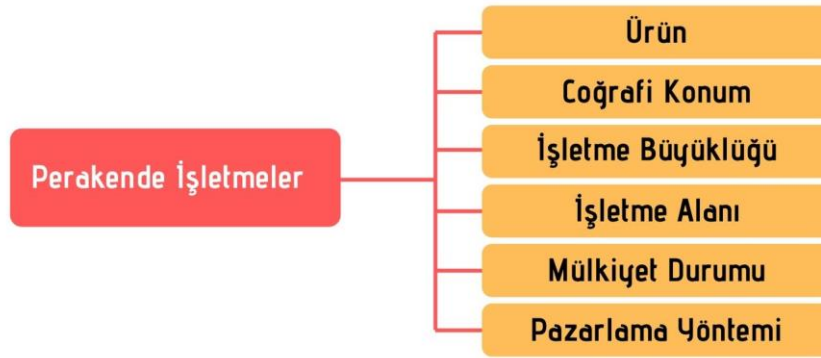 Perakende İşletmeler
Ürün
Coğrafi Konum
İşletme Büyüklüğü
İşletme Alanı
Mülkiyet Durumu
Pazarlama Yöntemi